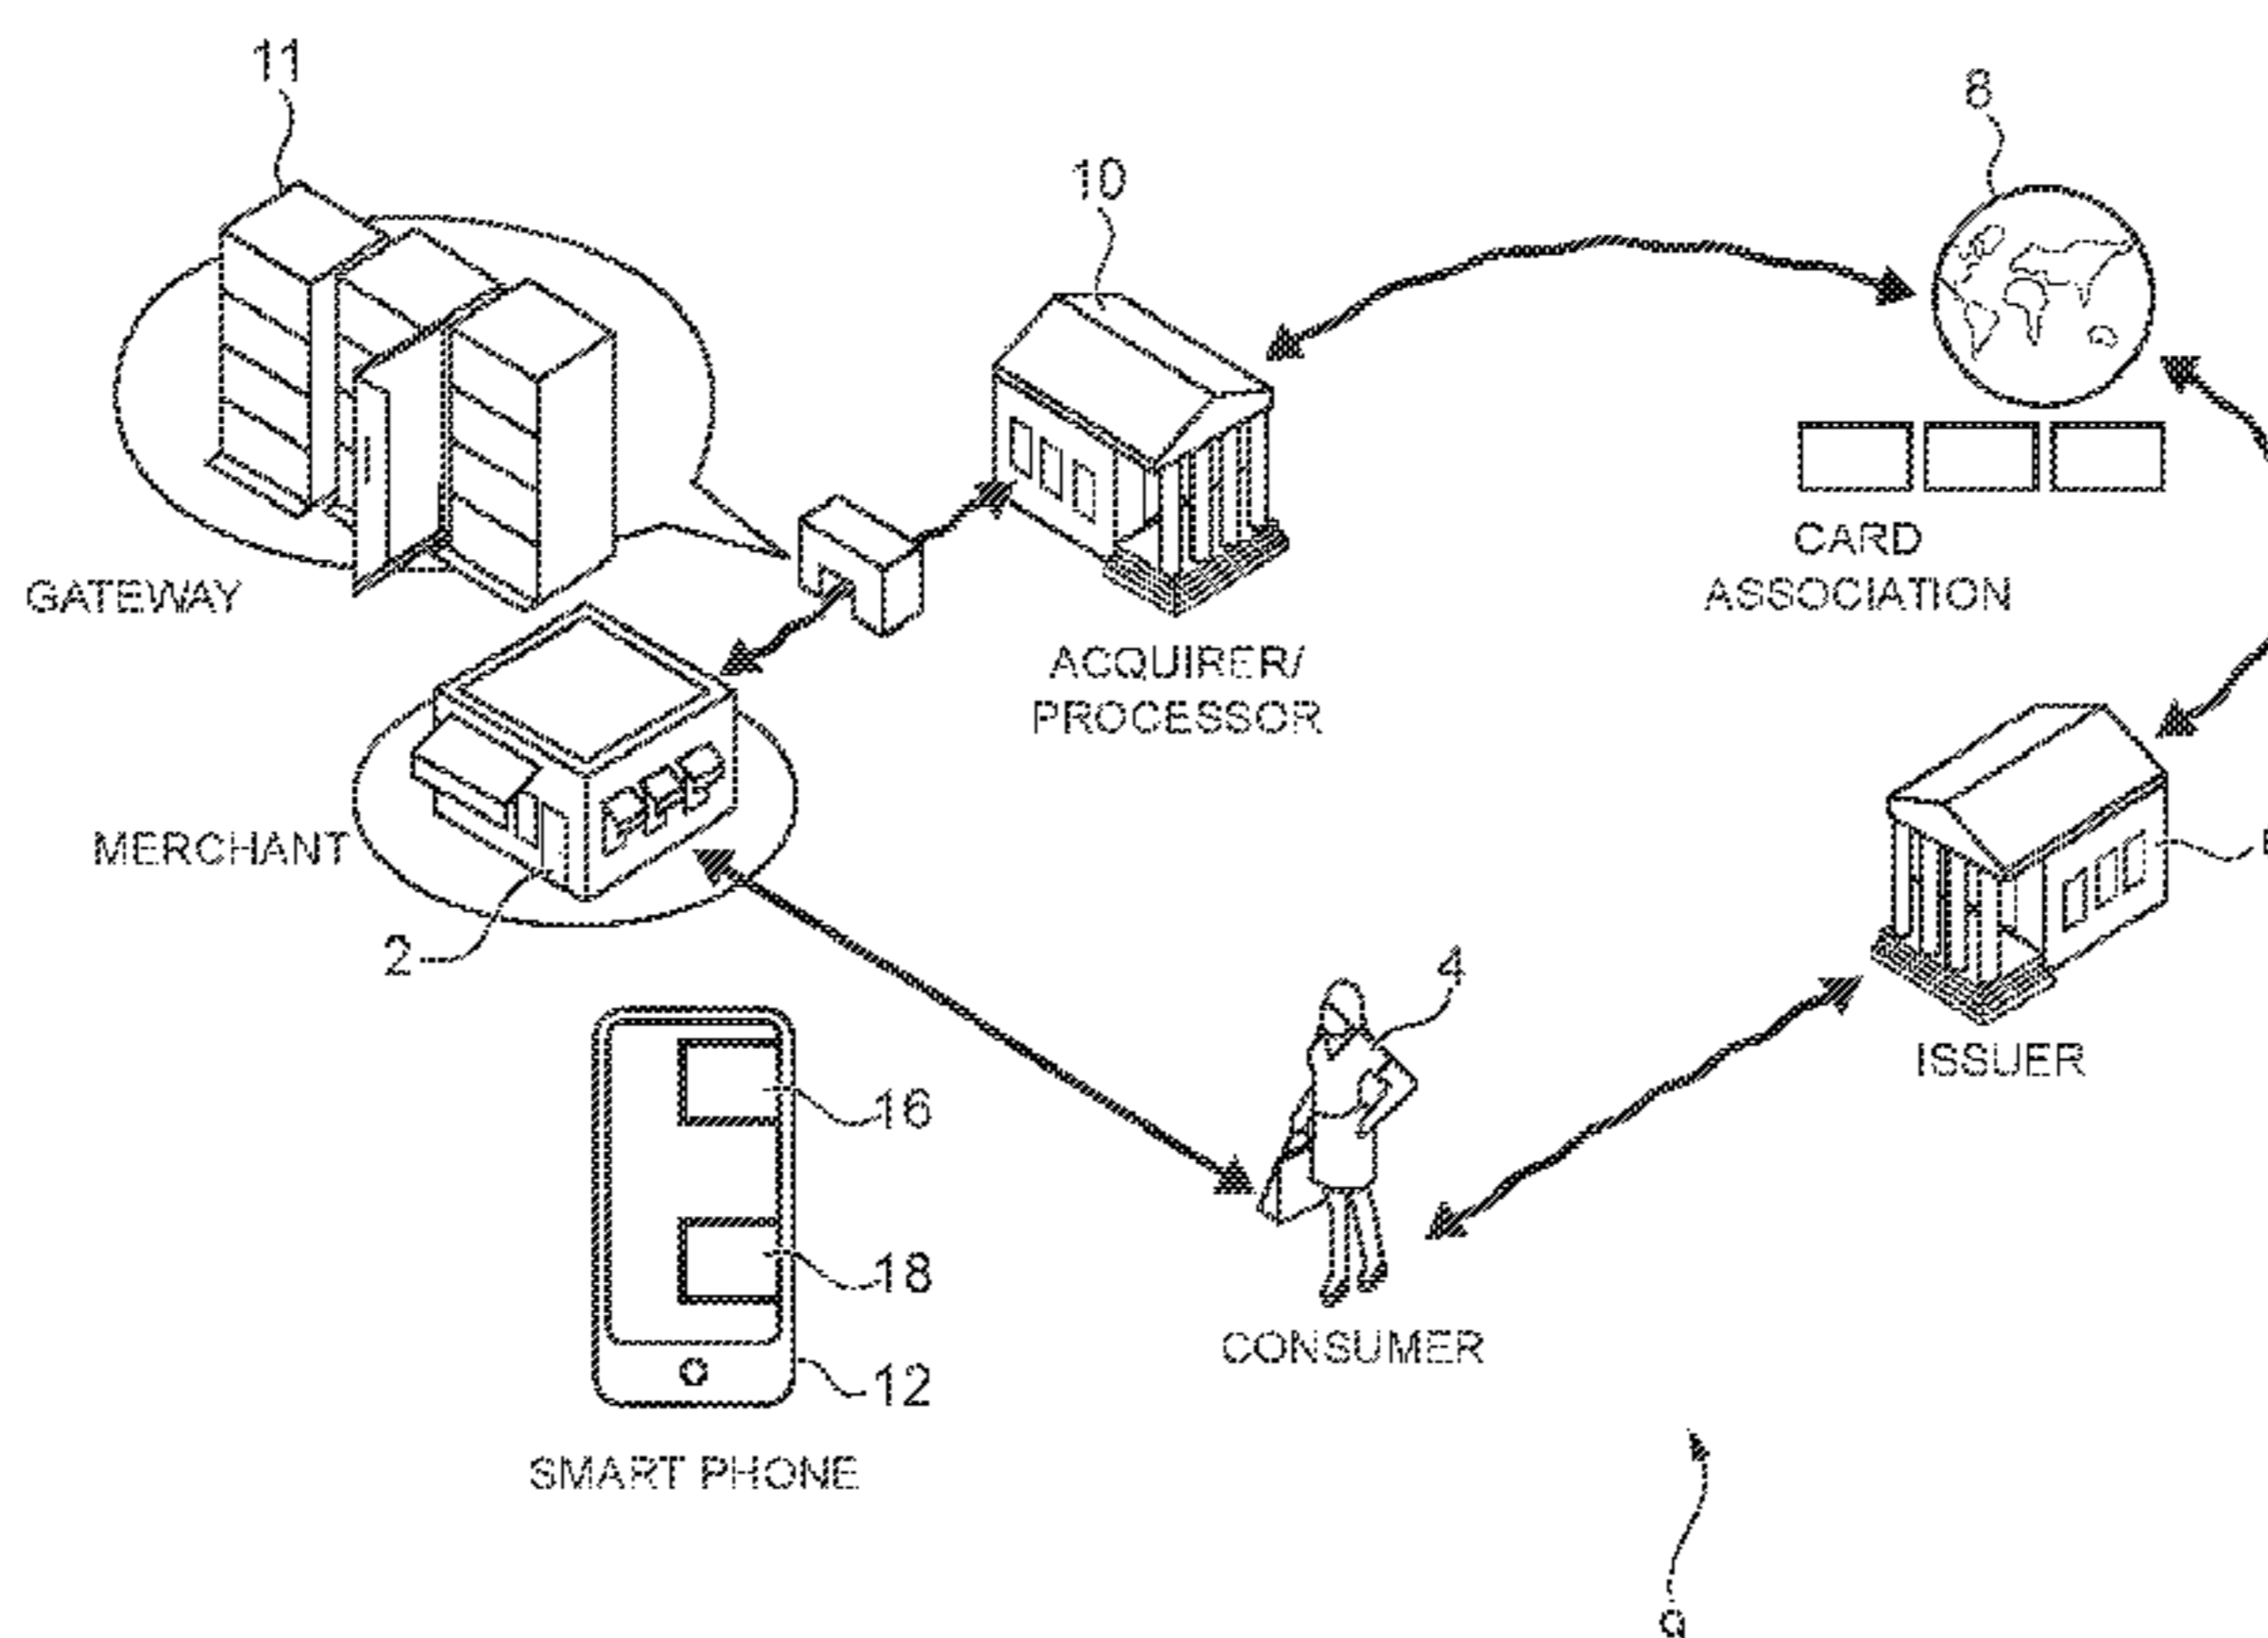 11
8
10
GATEWAY
CARD
ASSOCIATION
ACQUIRER/
PROCESSOR
MERCHANT
2
4
ISSUER
16
18
CONSUMER
12
SMART PHONE